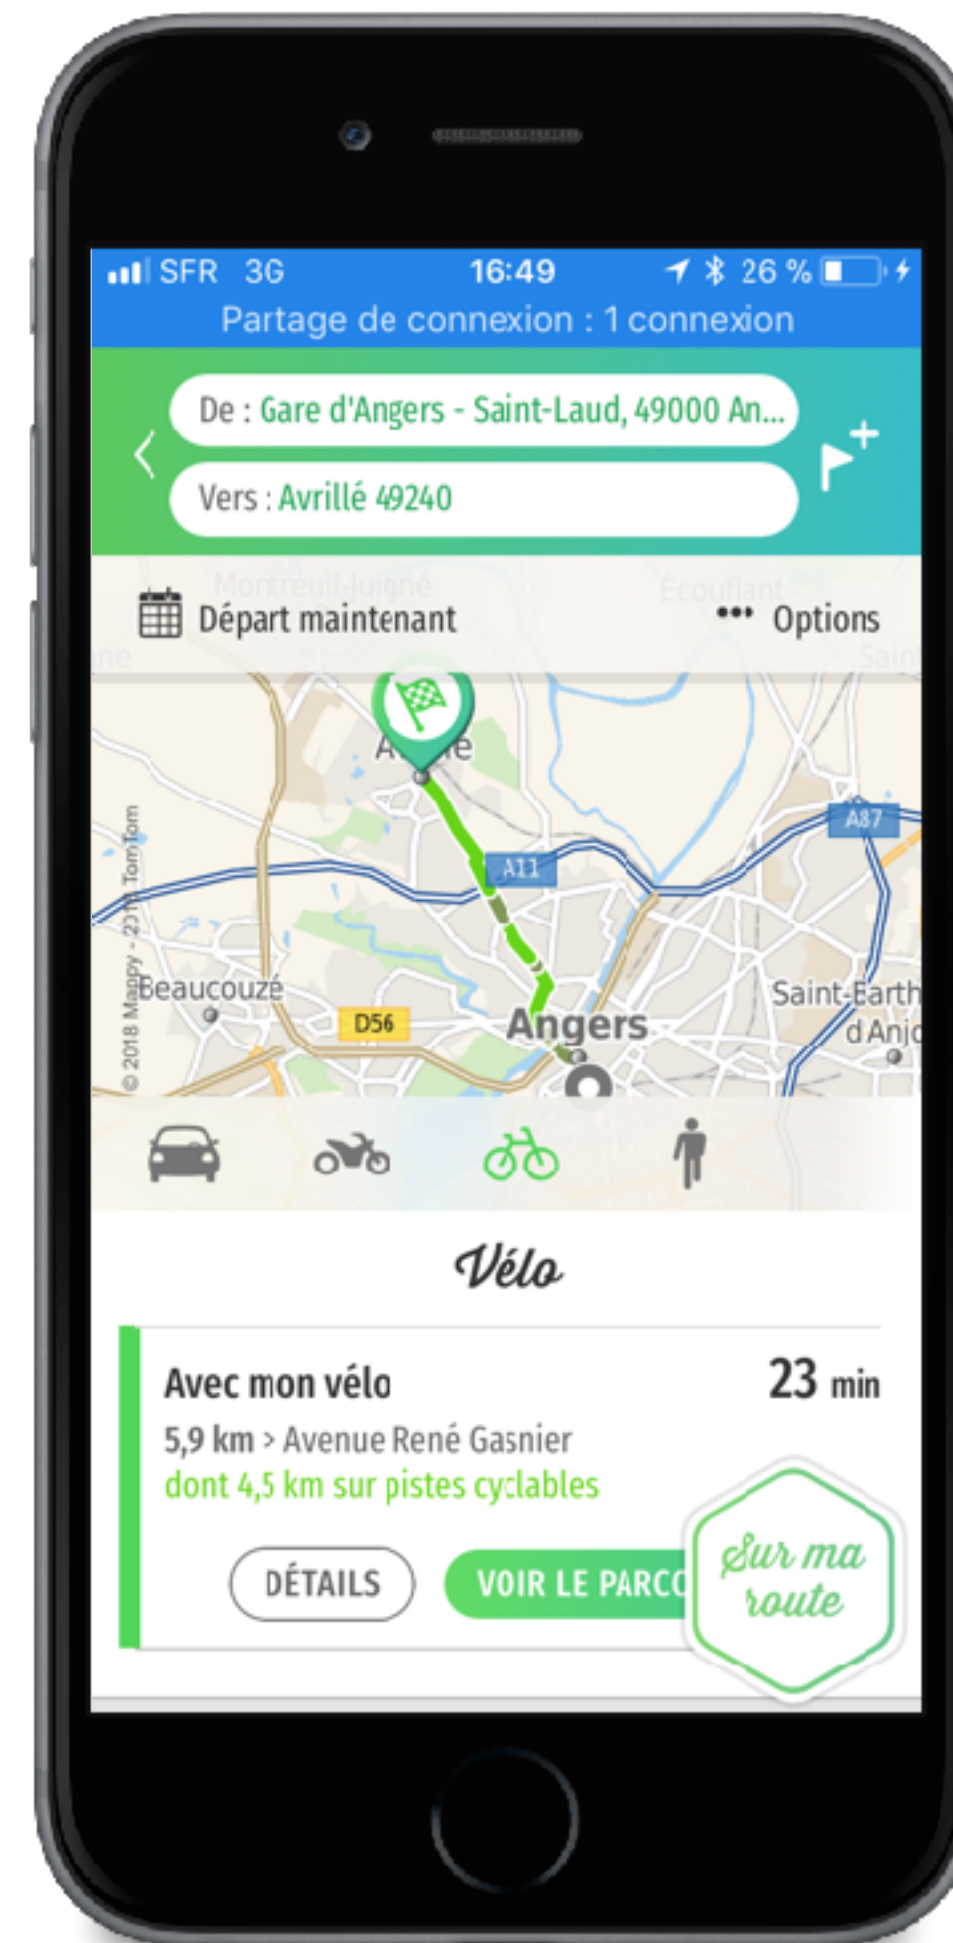 SFR 3G 16:49 26 %
Partage de connexion : 1 connexion
De : Gare d'Angers - Saint-Laud, 49000 An...
Vers : Avrillé 49240
Montreuil-Juigné
Écouflant
Départ maintenant
••• Options
A11
A87
© 2018 Mappy - TomTom
Beaucouzé
D56
Angers
Saint-Barth
d'Anjo
Vélo
Avec mon vélo
23 min
5,9 km > Avenue René Gasnier
dont 4,5 km sur pistes cyclables
DÉTAILS
VOIR LE PARCO
Sur ma
route